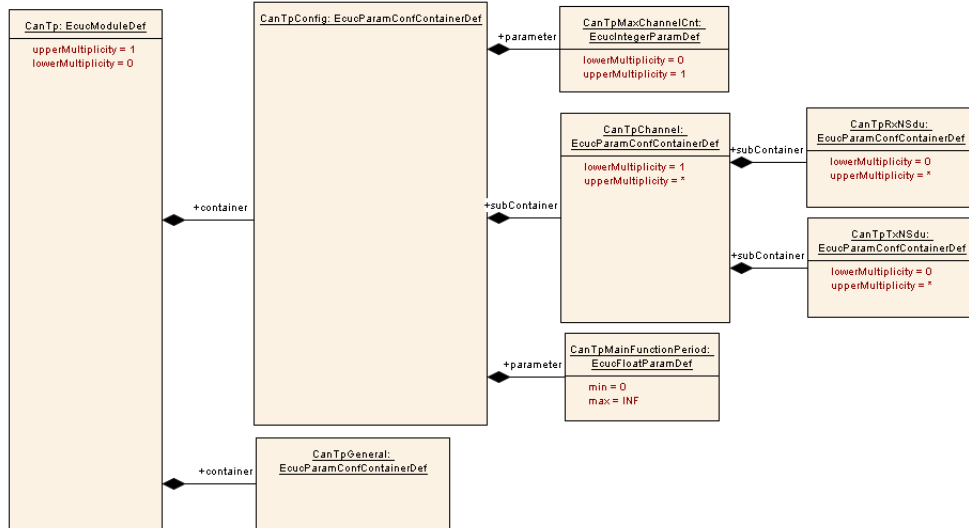 CanTp: EcucModuleDef
upperMultiplicity = 1
lowerMultiplicity = 0
+container
CanTpConfig: EcucParamConfContainerDef
+parameter
CanTpMaxChannelCnt:
EcucIntegerParamDef
lowerMultiplicity = 0
upperMultiplicity = 1
+subContainer
CanTpChannel:
EcucParamConfContainerDef
lowerMultiplicity = 1
upperMultiplicity = *
+subContainer
CanTpRxNSdu:
EcucParamConfContainerDef
lowerMultiplicity = 0
upperMultiplicity = *
+subContainer
CanTpTxNSdu:
EcucParamConfContainerDef
lowerMultiplicity = 0
upperMultiplicity = *
+parameter
CanTpMainFunctionPeriod:
EcucFloatParamDef
min = 0
max = INF
+container
CanTpGeneral:
EcucParamConfContainerDef